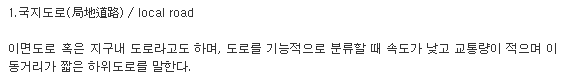 1.국지도로(局地道路) / local road
이면도로 혹은 지구내 도로라고도 하며, 도로를 기능적으로 분류할 때 속도가 낮고 교통량이 적으며 이
동거리가 짧은 하위도로를 말한다.